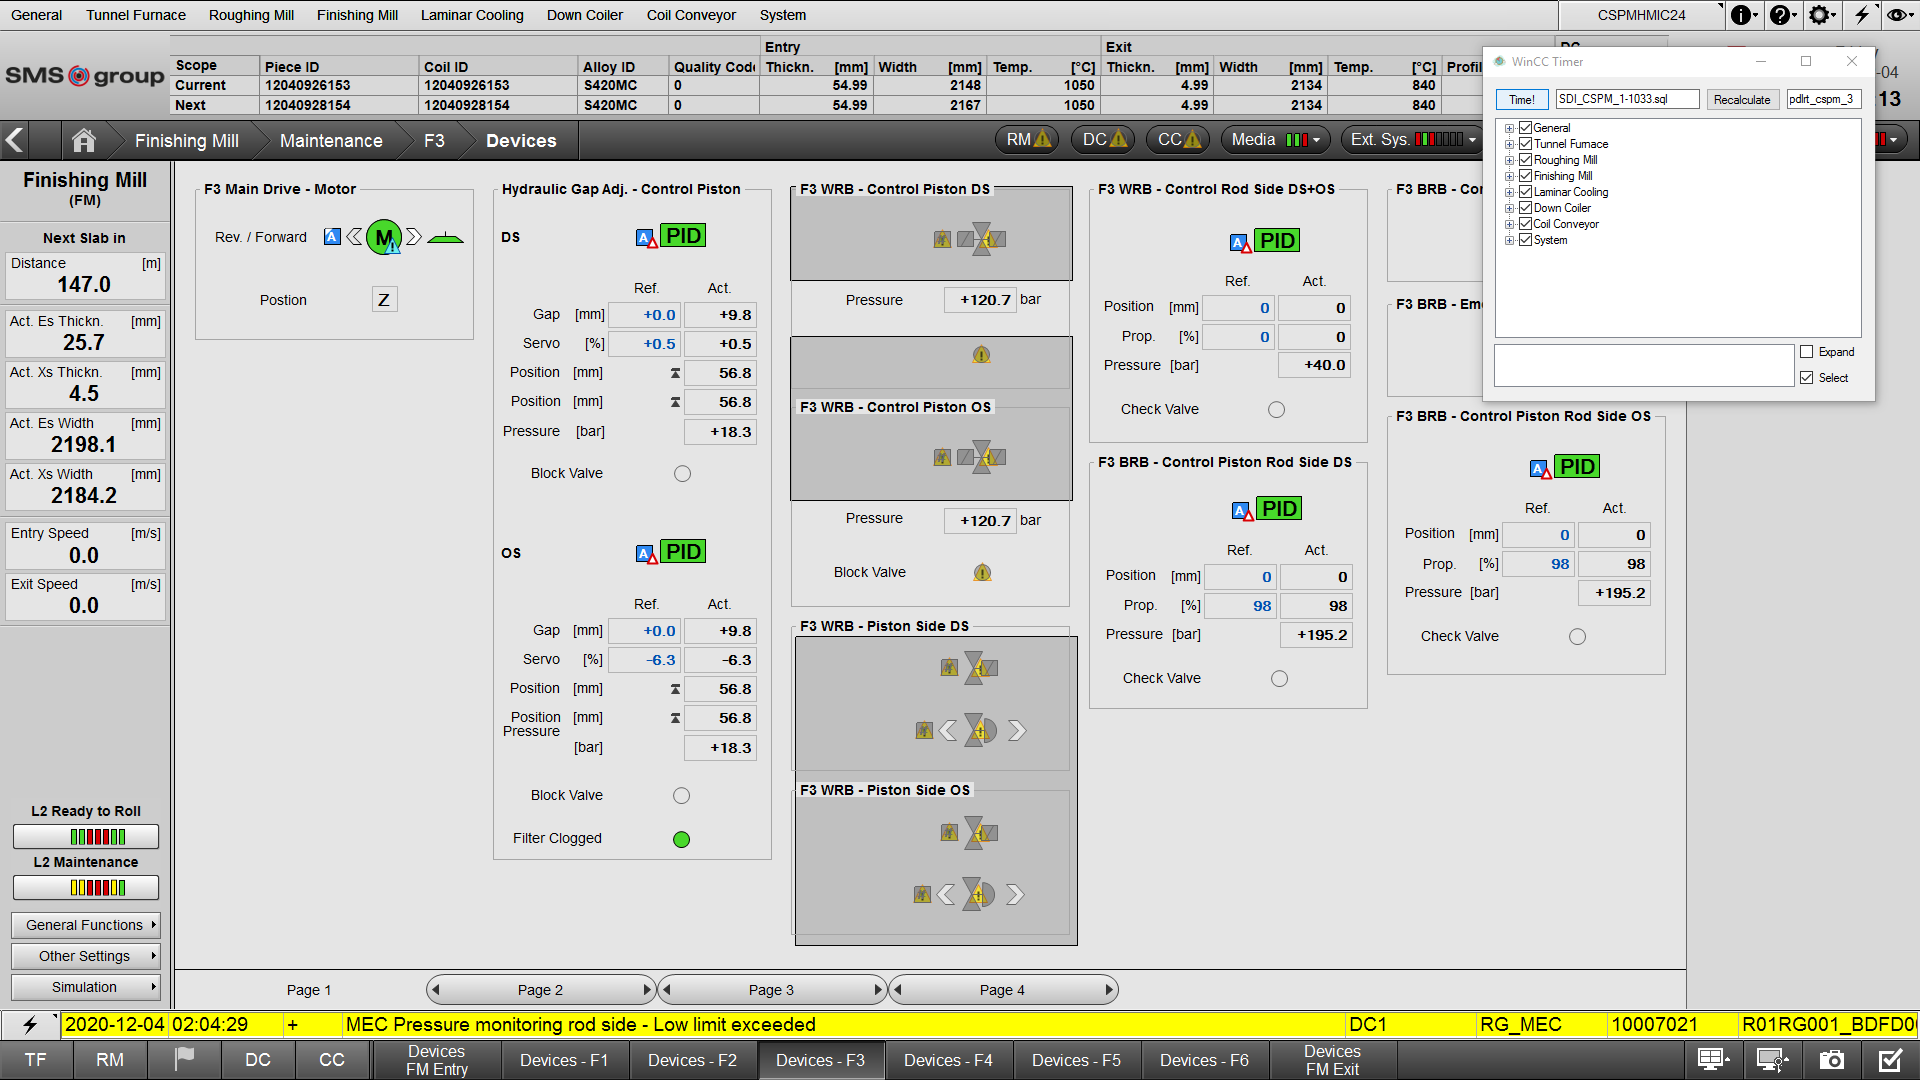 General Tunnel Furnace Roughing Mill Finishing Mill Laminar Cooling Down Coiler Coil Conveyor System CSPMHMIC24
SMS group
Entry Exit
Scope Piece ID Coil ID Alloy ID Quality Code Thickn. [mm] Width [mm] Temp. [°C] Thickn. [mm] Width [mm] Temp. [°C]
Current 12040926153 12040926153 S420MC 0 54.99 2148 1050 4.99 2134 840
Next 12040928154 12040928154 S420MC 0 54.99 2167 1050 4.99 2134 840
-04
13
Finishing Mill Maintenance F3 Devices RM DC CC Media Ext. Sys.
WinCC Timer
Time! SDI_CSPM_1-1033.sql Recalculate pdlrt_cspm_3
General
Tunnel Furnace
Roughing Mill
Finishing Mill
Laminar Cooling
Down Coiler
Coil Conveyor
System
Expand
Select
Finishing Mill
(FM)
Next Slab in
Distance [m]
147.0
Act. Es Thickn. [mm]
25.7
Act. Xs Thickn. [mm]
4.5
Act. Es Width [mm]
2198.1
Act. Xs Width [mm]
2184.2
Entry Speed [m/s]
0.0
Exit Speed [m/s]
0.0
L2 Ready to Roll
L2 Maintenance
General Functions
Other Settings
Simulation
F3 Main Drive - Motor
Rev. / Forward A M
Postion Z
Hydraulic Gap Adj. - Control Piston
DS A PID
Ref. Act.
Gap [mm] +0.0 +9.8
Servo [%] +0.5 +0.5
Position [mm] 56.8
Position [mm] 56.8
Pressure [bar] +18.3
Block Valve
OS A PID
Ref. Act.
Gap [mm] +0.0 +9.8
Servo [%] -6.3 -6.3
Position [mm] 56.8
Position [mm] 56.8
Pressure
[bar] +18.3
Block Valve
Filter Clogged
F3 WRB - Control Piston DS
Pressure +120.7 bar
F3 WRB - Control Piston OS
Pressure +120.7 bar
Block Valve
F3 WRB - Piston Side DS
F3 WRB - Piston Side OS
F3 WRB - Control Rod Side DS+OS
A PID
Ref. Act.
Position [mm] 0 0
Prop. [%] 0 0
Pressure [bar] +40.0
Check Valve
F3 BRB - Control Piston Rod Side DS
A PID
Ref. Act.
Position [mm] 0 0
Prop. [%] 98 98
Pressure [bar] +195.2
Check Valve
F3 BRB - Control Piston Rod Side OS
A PID
Ref. Act.
Position [mm] 0 0
Prop. [%] 98 98
Pressure [bar] +195.2
Check Valve
Page 1 Page 2 Page 3 Page 4
2020-12-04 02:04:29 + MEC Pressure monitoring rod side - Low limit exceeded DC1 RG_MEC 10007021
TF RM DC CC Devices FM Entry Devices - F1 Devices - F2 Devices - F3 Devices - F4 Devices - F5 Devices - F6 Devices FM Exit